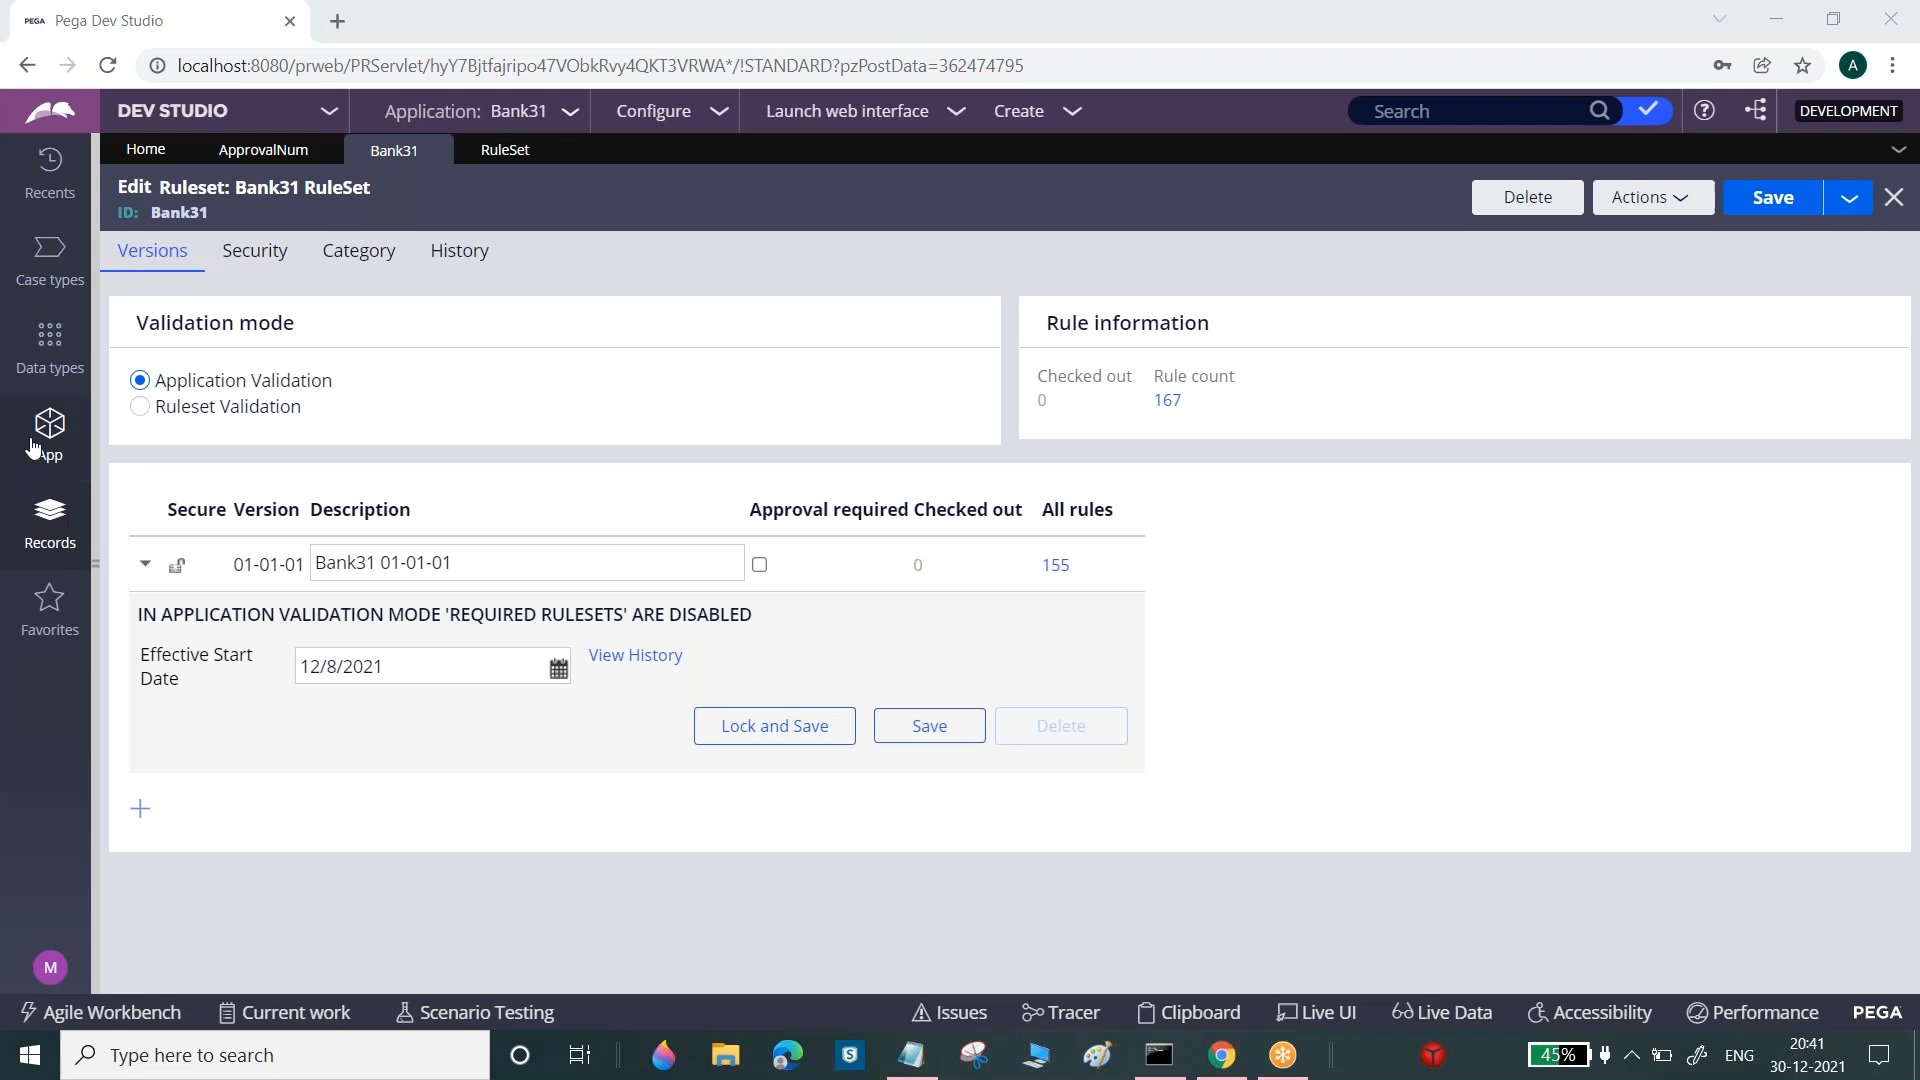 PEGA Pega Dev Studio
localhost:8080/prweb/PRServlet/hyY7Bjtfajripo47VObkRvy4QKT3VRWA*/!STANDARD?pzPostData=362474795
A
DEV STUDIO
Application: Bank31
Configure
Launch web interface
Create
Search
DEVELOPMENT
Recents
Case types
Data types
App
Records
Favorites
M
Home
ApprovalNum
Bank31
RuleSet
Edit Ruleset: Bank31 RuleSet
ID: Bank31
Delete
Actions
Save
Versions
Security
Category
History
Validation mode
Application Validation
Ruleset Validation
Rule information
Checked out Rule count
0 167
Secure Version Description Approval required Checked out All rules
01-01-01 Bank31 01-01-01 0 155
IN APPLICATION VALIDATION MODE 'REQUIRED RULESETS' ARE DISABLED
Effective Start Date
12/8/2021
View History
Lock and Save
Save
Delete
Agile Workbench
Current work
Scenario Testing
Issues
Tracer
Clipboard
Live UI
Live Data
Accessibility
Performance
PEGA
Type here to search
45%
ENG
20:41
30-12-2021